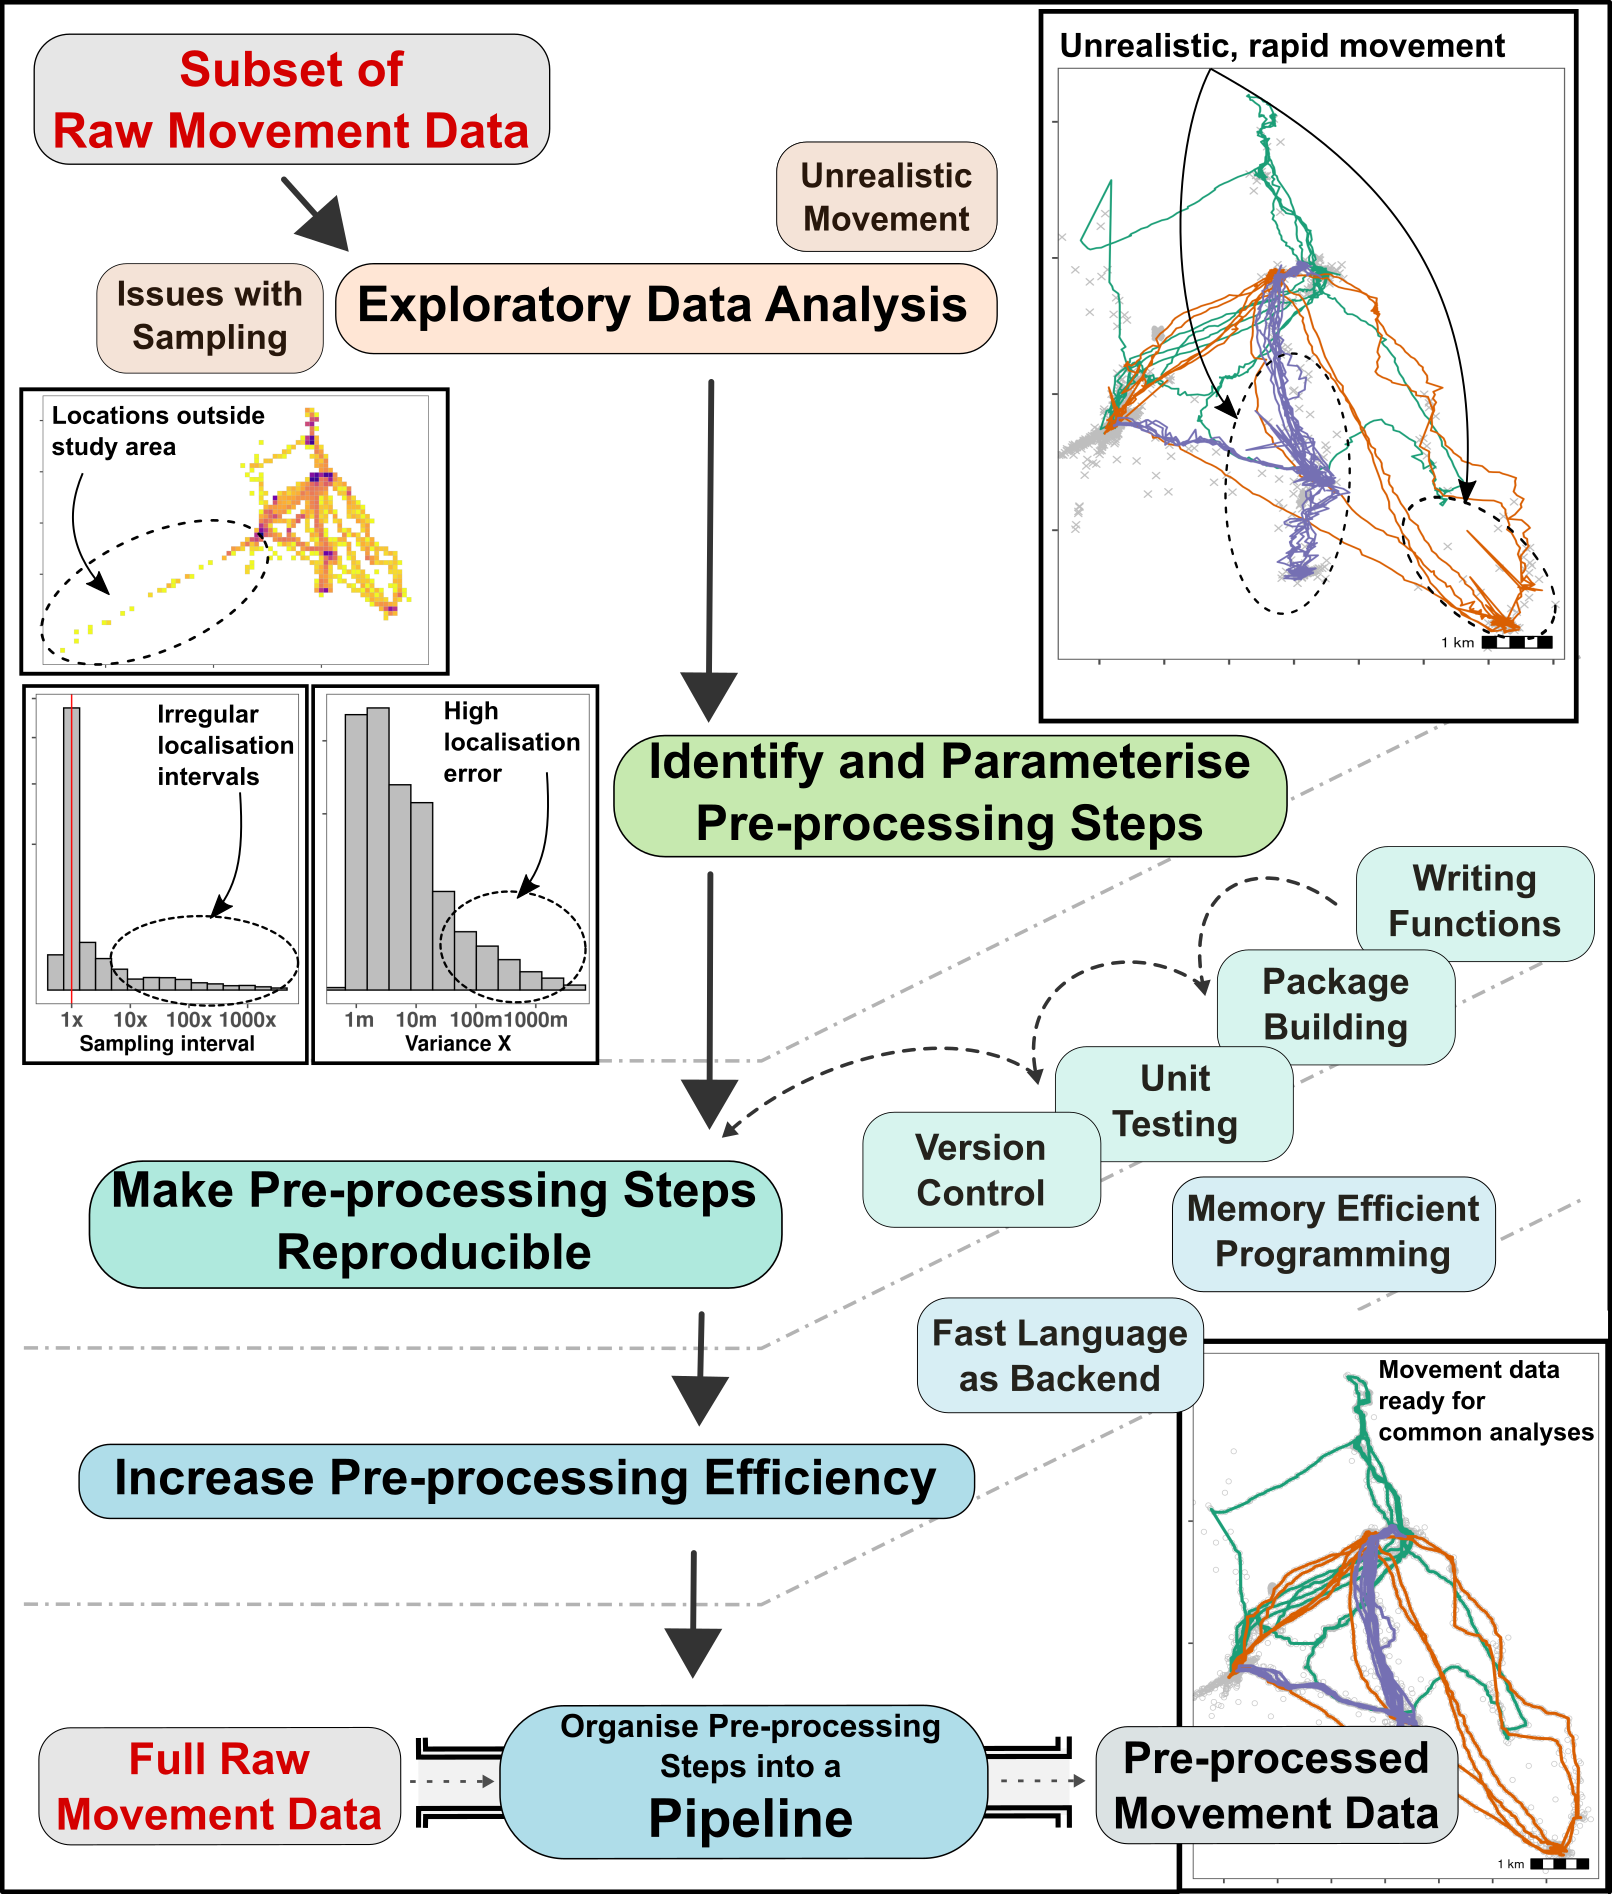 Subset of
Raw Movement Data
Unrealistic, rapid movement
1 km
Unrealistic
Movement
Issues with
Sampling
Exploratory Data Analysis
Locations outside
study area
Irregular
localisation
intervals
1x 10x 100x 1000x
Sampling interval
High
localisation
error
1m 10m 100m 1000m
Variance X
Identify and Parameterise
Pre-processing Steps
Writing
Functions
Package
Building
Unit
Testing
Version
Control
Make Pre-processing Steps
Reproducible
Memory Efficient
Programming
Fast Language
as Backend
Increase Pre-processing Efficiency
Movement data
ready for
common analyses
1 km
Full Raw
Movement Data
Organise Pre-processing
Steps into a
Pipeline
Pre-processed
Movement Data